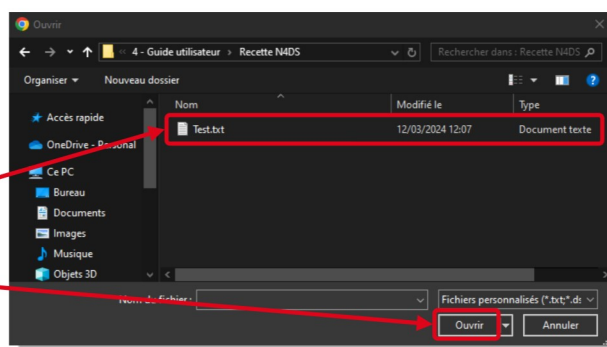 Ouvrir
4 - Guide utilisateur > Recette N4DS
Rechercher dans : Recette N4DS
Organiser
Nouveau dossier
Nom
Modifié le
Type
Accès rapide
Test.txt
12/03/2024 12:07
Document texte
OneDrive - Personal
Ce PC
Bureau
Documents
Images
Musique
Objets 3D
Nom du fichier :
Fichiers personnalisés (*.txt;*.ds
Ouvrir
Annuler